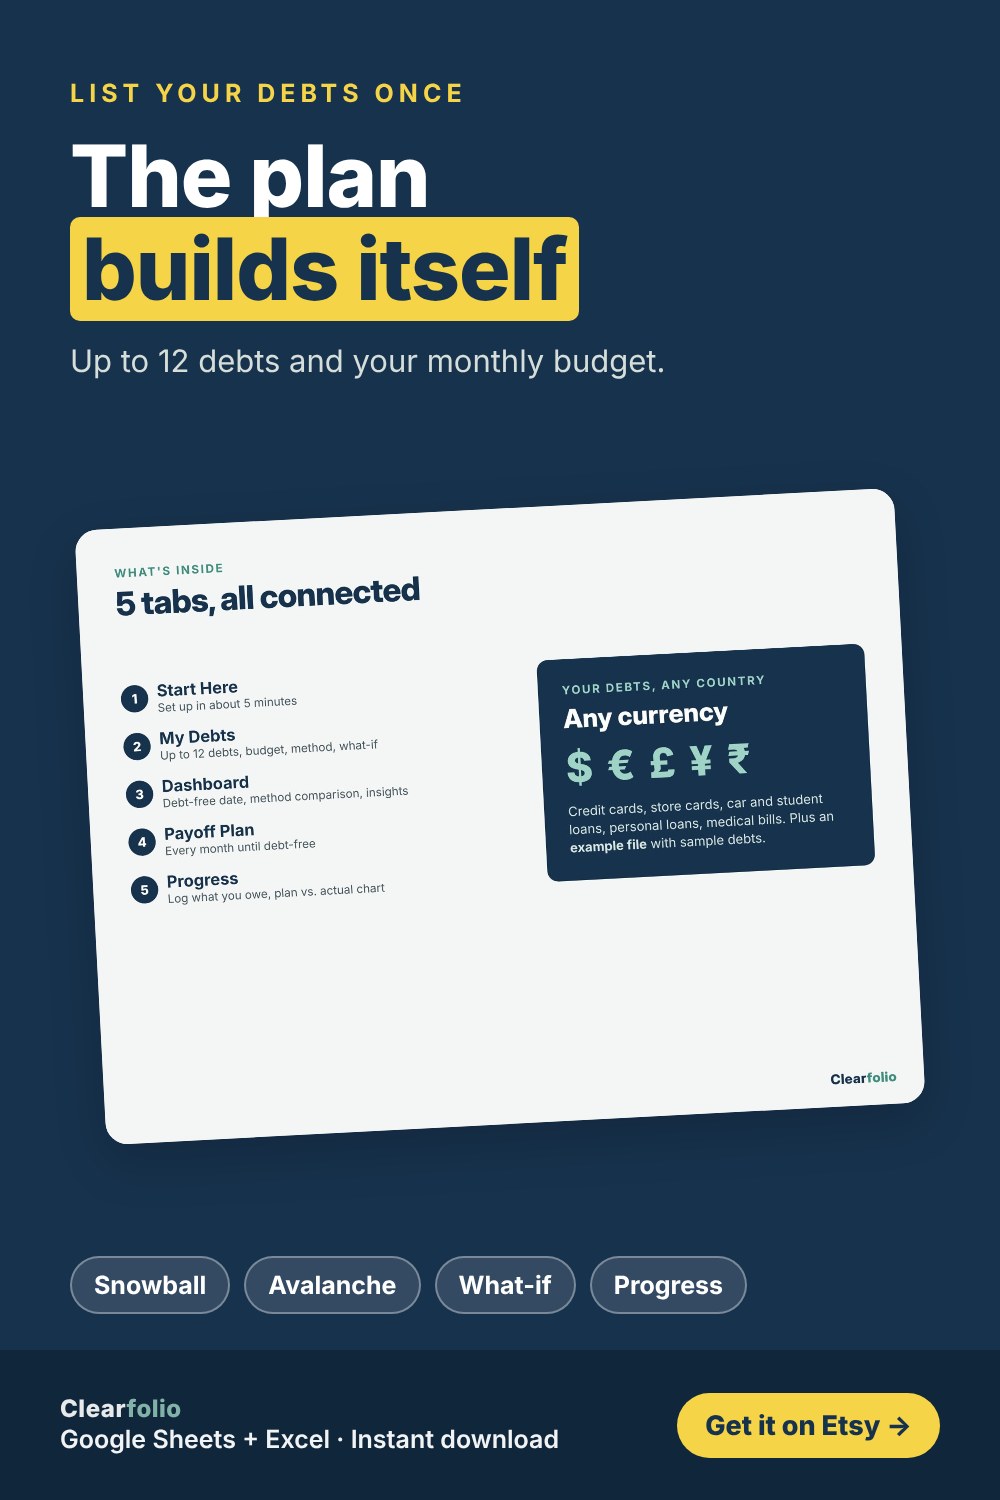 LIST YOUR DEBTS ONCE
The plan
builds itself
Up to 12 debts and your monthly budget.
WHAT'S INSIDE
5 tabs, all connected
1 Start Here
Set up in about 5 minutes
2 My Debts
Up to 12 debts, budget, method, what-if
3 Dashboard
Debt-free date, method comparison, insights
4 Payoff Plan
Every month until debt-free
5 Progress
Log what you owe, plan vs. actual chart
YOUR DEBTS, ANY COUNTRY
Any currency
$ € £ ¥ ₹
Credit cards, store cards, car and student
loans, personal loans, medical bills. Plus an
example file with sample debts.
Clearfolio
Snowball Avalanche What-if Progress
Clearfolio
Google Sheets + Excel · Instant download
Get it on Etsy →